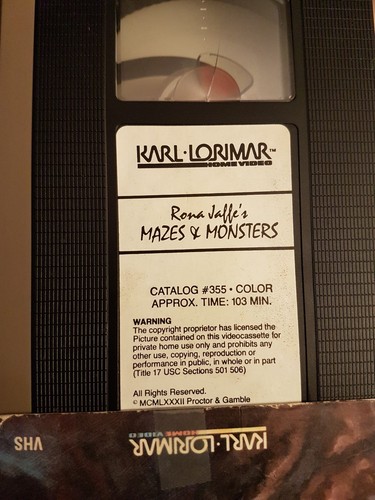 KARL·LORIMAR™
HOME VIDEO
Rona Jaffe's
MAZES & MONSTERS
CATALOG #355 • COLOR
APPROX. TIME: 103 MIN.
WARNING
The copyright proprietor has licensed the
Picture contained on this videocassette for
private home use only and prohibits any
other use, copying, reproduction or
performance in public, in whole or in part
(Title 17 USC Sections 501 506)
All Rights Reserved.
© MCMLXXXII Proctor & Gamble
KARL·LORIMAR
HOME VIDEO
VHS